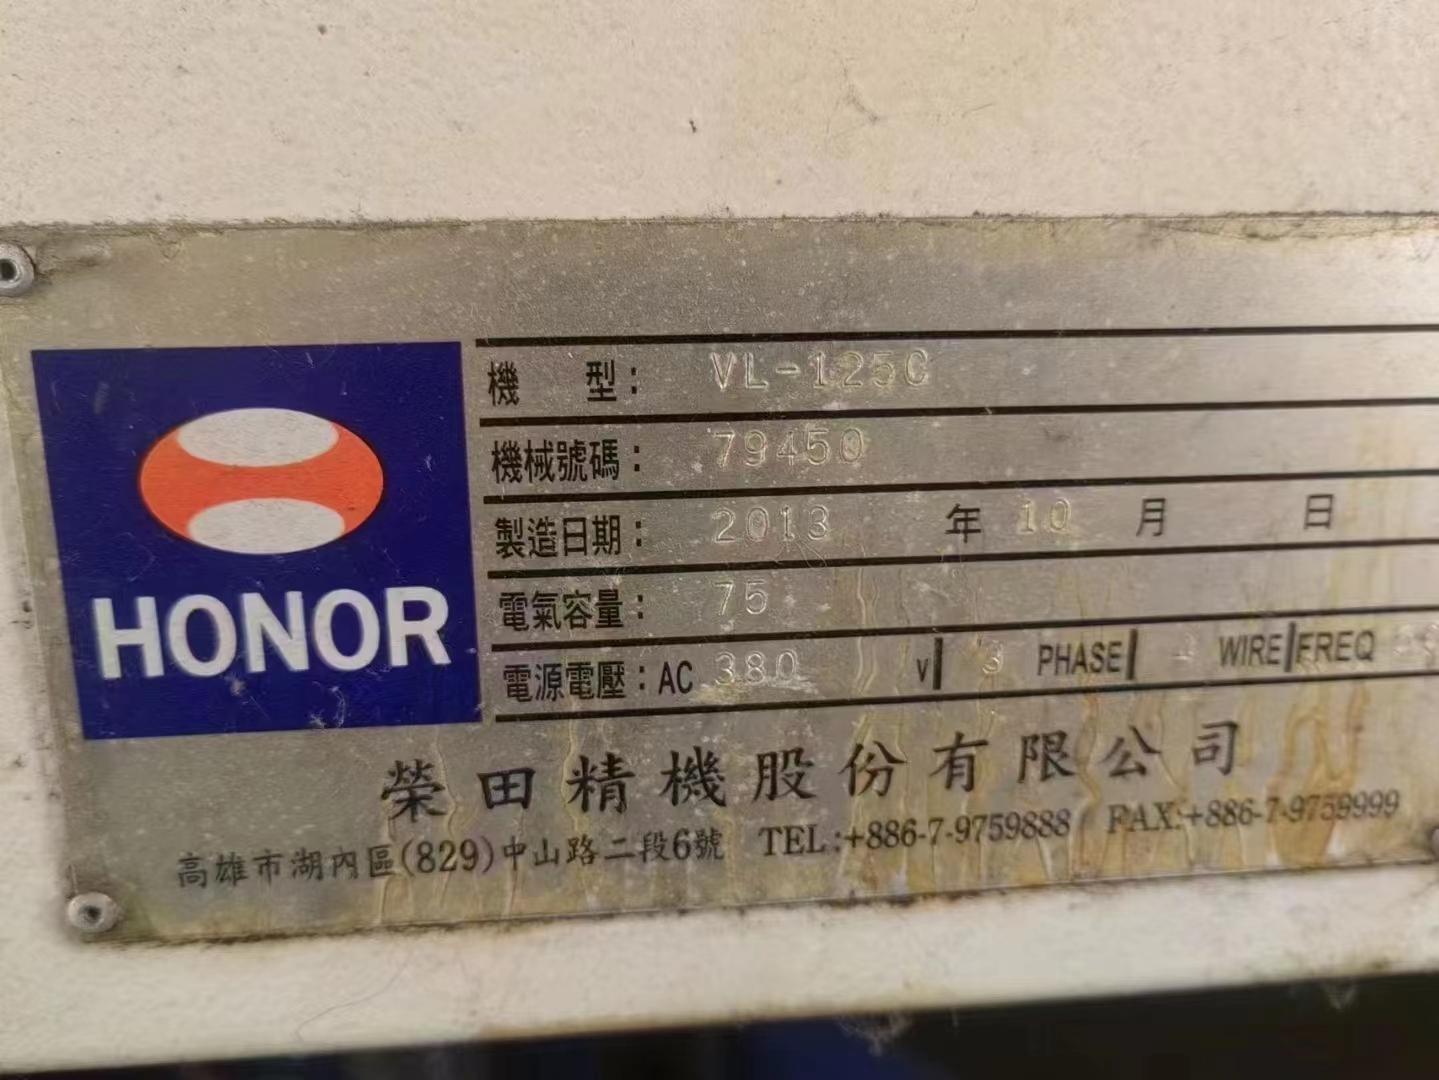 HONOR
機 型： VL-125C
機械號碼： 79450
製造日期： 2013 年 10 月 日
電氣容量： 75
電源電壓：AC 380 V 3 PHASE WIRE FREQ
榮田精機股份有限公司
高雄市湖內區(829)中山路二段6號 TEL:+886-7-9759888 FAX:+886-7-9759999